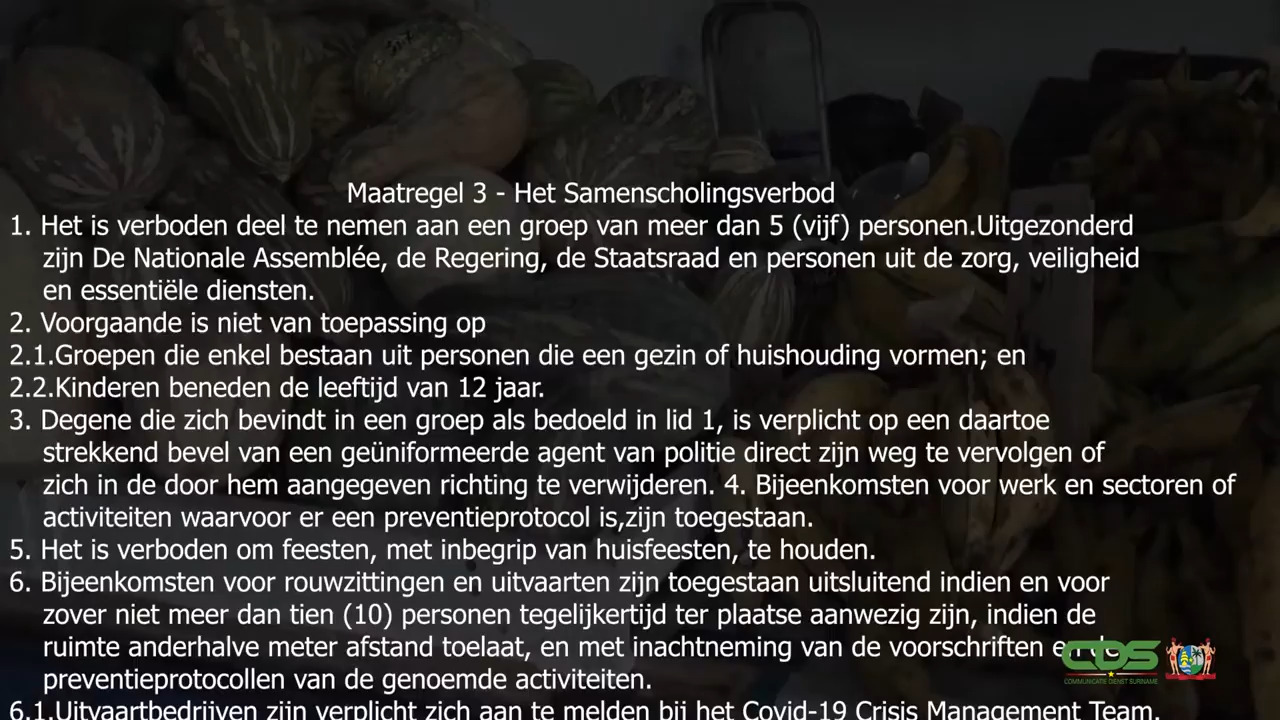 Maatregel 3 - Het Samenscholingsverbod
1. Het is verboden deel te nemen aan een groep van meer dan 5 (vijf) personen.Uitgezonderd
zijn De Nationale Assemblée, de Regering, de Staatsraad en personen uit de zorg, veiligheid
en essentiële diensten.
2. Voorgaande is niet van toepassing op
2.1.Groepen die enkel bestaan uit personen die een gezin of huishouding vormen; en
2.2.Kinderen beneden de leeftijd van 12 jaar.
3. Degene die zich bevindt in een groep als bedoeld in lid 1, is verplicht op een daartoe
strekkend bevel van een geüniformeerde agent van politie direct zijn weg te vervolgen of
zich in de door hem aangegeven richting te verwijderen. 4. Bijeenkomsten voor werk en sectoren of
activiteiten waarvoor er een preventieprotocol is,zijn toegestaan.
5. Het is verboden om feesten, met inbegrip van huisfeesten, te houden.
6. Bijeenkomsten voor rouwzittingen en uitvaarten zijn toegestaan uitsluitend indien en voor
zover niet meer dan tien (10) personen tegelijkertijd ter plaatse aanwezig zijn, indien de
ruimte anderhalve meter afstand toelaat, en met inachtneming van de voorschriften en de
preventieprotocollen van de genoemde activiteiten.
6.1.Uitvaartbedrijven zijn verplicht zich aan te melden bij het Covid-19 Crisis Management Team.
CDS
COMMUNICATIE DIENST SURINAME